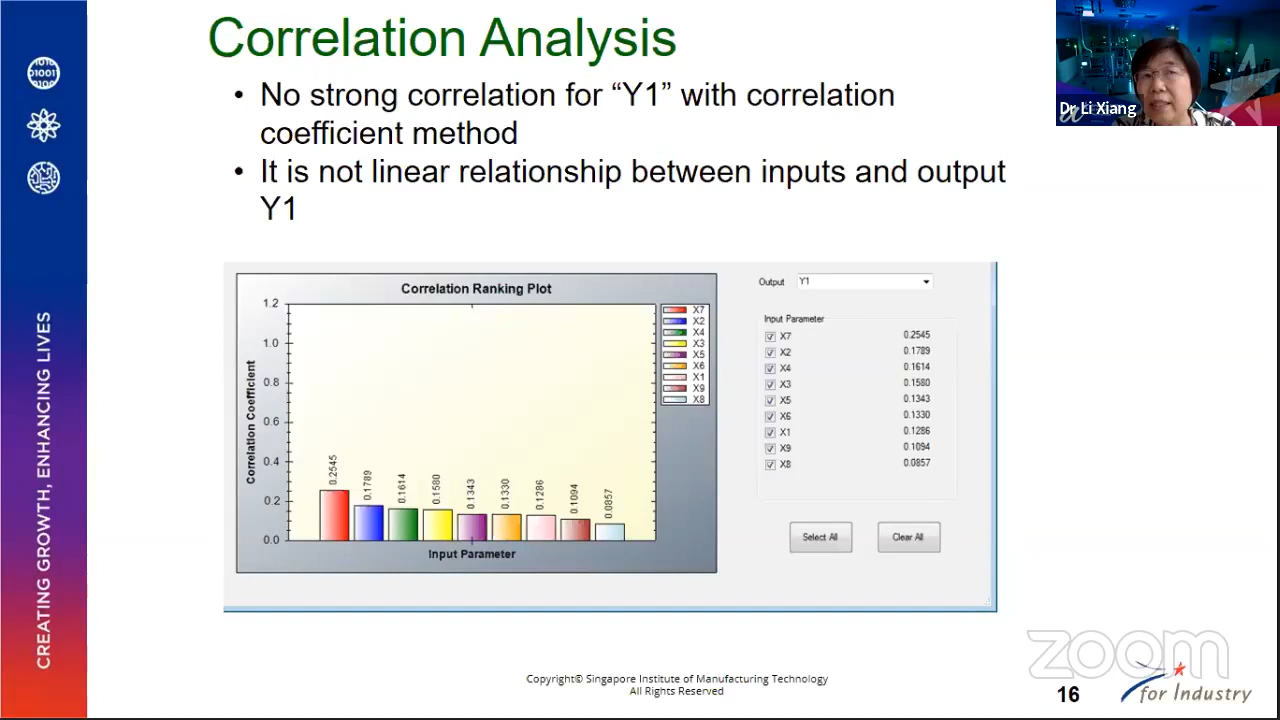 Correlation Analysis
• No strong correlation for “Y1” with correlation
coefficient method
• It is not linear relationship between inputs and output
Y1
Dr Li Xiang
01001
CREATING GROWTH, ENHANCING LIVES
Correlation Ranking Plot
Correlation Coefficient
1.2
1.0
0.8
0.6
0.4
0.2
0.0
0.2545
0.1789
0.1614
0.1580
0.1343
0.1330
0.1286
0.1094
0.0857
Input Parameter
X7
X2
X4
X3
X5
X6
X1
X9
X8
Output Y1
Input Parameter
X7 0.2545
X2 0.1789
X4 0.1614
X3 0.1580
X5 0.1343
X6 0.1330
X1 0.1286
X9 0.1094
X8 0.0857
Select All Clear All
zoom
Copyright© Singapore Institute of Manufacturing Technology
All Rights Reserved
16
for Industry